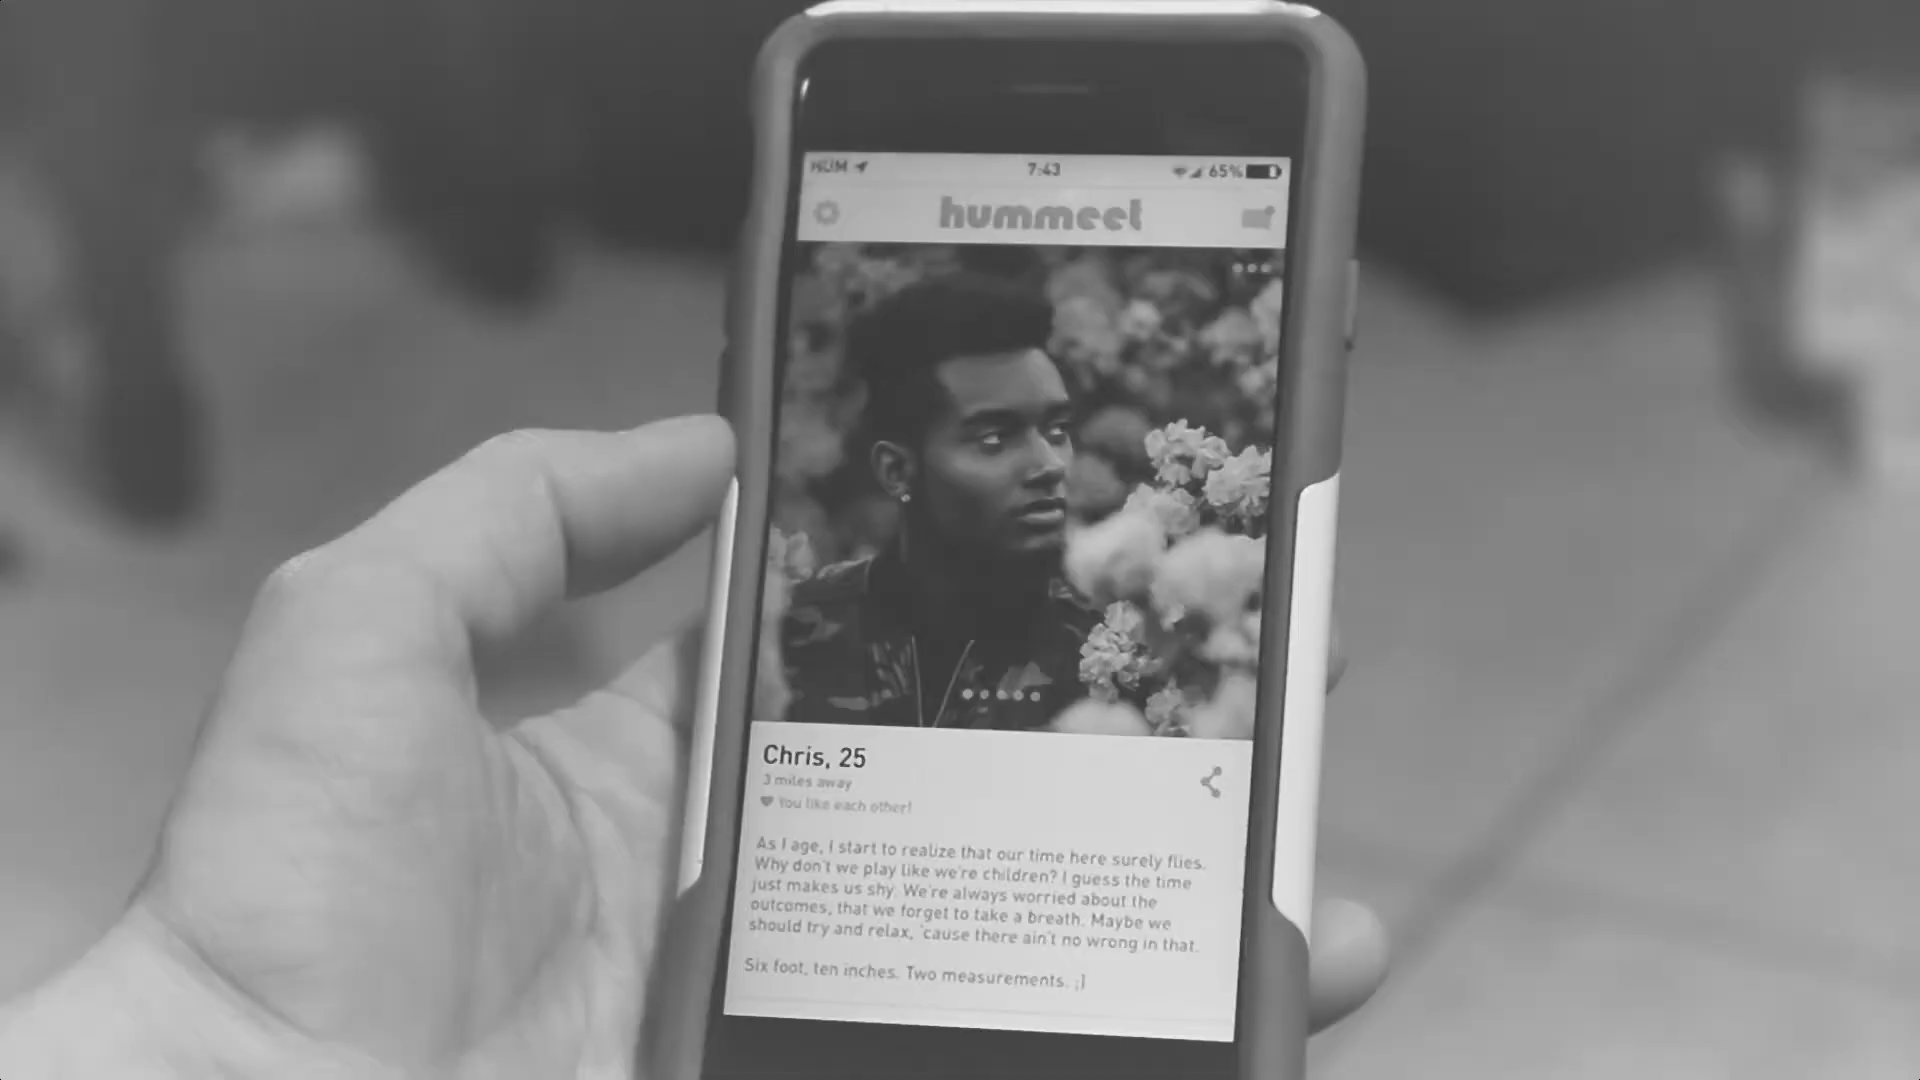 HUM 7:43 65%
hummeet
Chris, 25
3 miles away
You like each other!
As I age, I start to realize that our time here surely flies.
Why don't we play like we're children? I guess the time
just makes us shy. We're always worried about the
outcomes, that we forget to take a breath. Maybe we
should try and relax, 'cause there ain't no wrong in that.
Six foot, ten inches. Two measurements. ;]